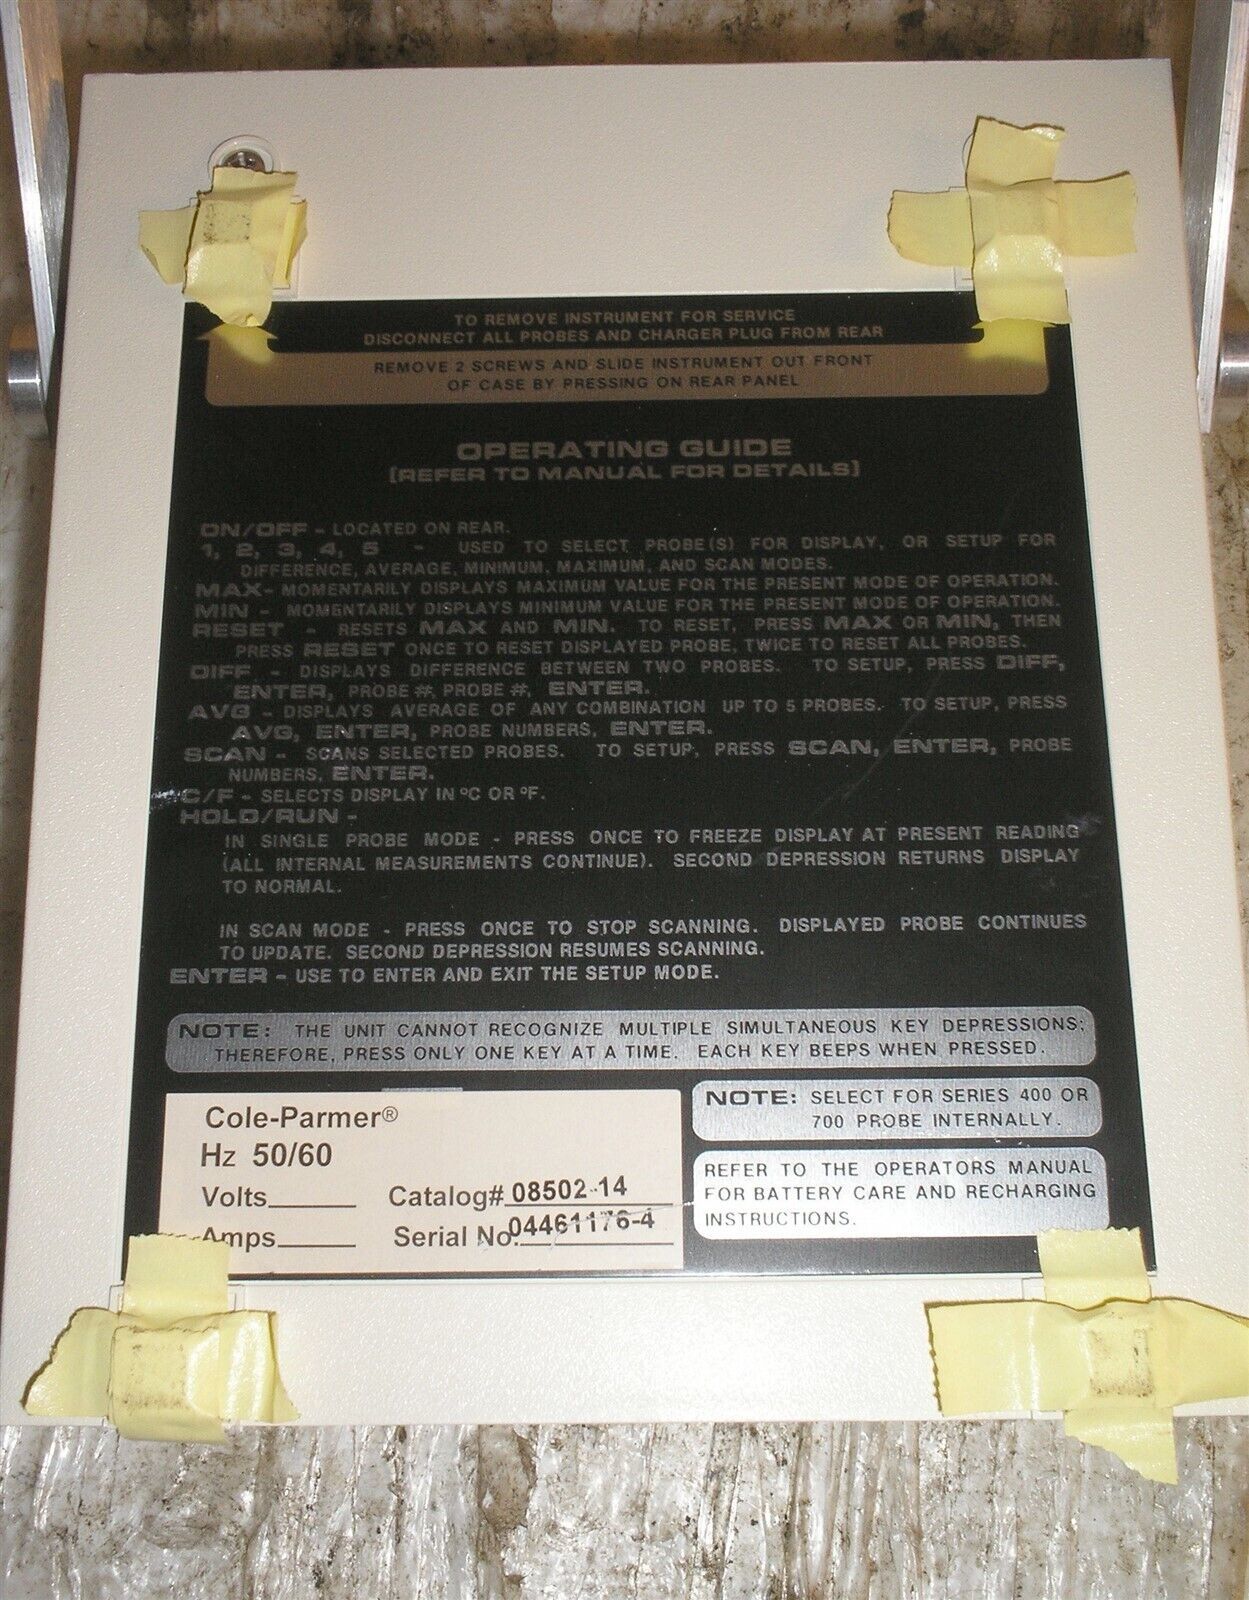 TO REMOVE INSTRUMENT FOR SERVICE
DISCONNECT ALL PROBES AND CHARGER PLUG FROM REAR
REMOVE 2 SCREWS AND SLIDE INSTRUMENT OUT FRONT
OF CASE BY PRESSING ON REAR PANEL
OPERATING GUIDE
[REFER TO MANUAL FOR DETAILS]
ON/OFF - LOCATED ON REAR.
1, 2, 3, 4, 5 - USED TO SELECT PROBE(S) FOR DISPLAY, OR SETUP FOR
DIFFERENCE, AVERAGE, MINIMUM, MAXIMUM, AND SCAN MODES.
MAX- MOMENTARILY DISPLAYS MAXIMUM VALUE FOR THE PRESENT MODE OF OPERATION.
MIN - MOMENTARILY DISPLAYS MINIMUM VALUE FOR THE PRESENT MODE OF OPERATION.
RESET - RESETS MAX AND MIN. TO RESET, PRESS MAX OR MIN, THEN
PRESS RESET ONCE TO RESET DISPLAYED PROBE, TWICE TO RESET ALL PROBES.
DIFF - DISPLAYS DIFFERENCE BETWEEN TWO PROBES. TO SETUP, PRESS DIFF,
ENTER, PROBE #, PROBE #, ENTER.
AVG - DISPLAYS AVERAGE OF ANY COMBINATION UP TO 5 PROBES. TO SETUP, PRESS
AVG, ENTER, PROBE NUMBERS, ENTER.
SCAN - SCANS SELECTED PROBES. TO SETUP, PRESS SCAN, ENTER, PROBE
NUMBERS, ENTER.
C/F - SELECTS DISPLAY IN °C OR °F.
HOLD/RUN -
IN SINGLE PROBE MODE - PRESS ONCE TO FREEZE DISPLAY AT PRESENT READING
(ALL INTERNAL MEASUREMENTS CONTINUE). SECOND DEPRESSION RETURNS DISPLAY
TO NORMAL.
IN SCAN MODE - PRESS ONCE TO STOP SCANNING. DISPLAYED PROBE CONTINUES
TO UPDATE. SECOND DEPRESSION RESUMES SCANNING.
ENTER - USE TO ENTER AND EXIT THE SETUP MODE.
NOTE: THE UNIT CANNOT RECOGNIZE MULTIPLE SIMULTANEOUS KEY DEPRESSIONS;
THEREFORE, PRESS ONLY ONE KEY AT A TIME. EACH KEY BEEPS WHEN PRESSED.
Cole-Parmer®
Hz 50/60
Volts____ Catalog# 08502-14
Amps____ Serial No. 04461176-4
NOTE: SELECT FOR SERIES 400 OR
700 PROBE INTERNALLY.
REFER TO THE OPERATORS MANUAL
FOR BATTERY CARE AND RECHARGING
INSTRUCTIONS.